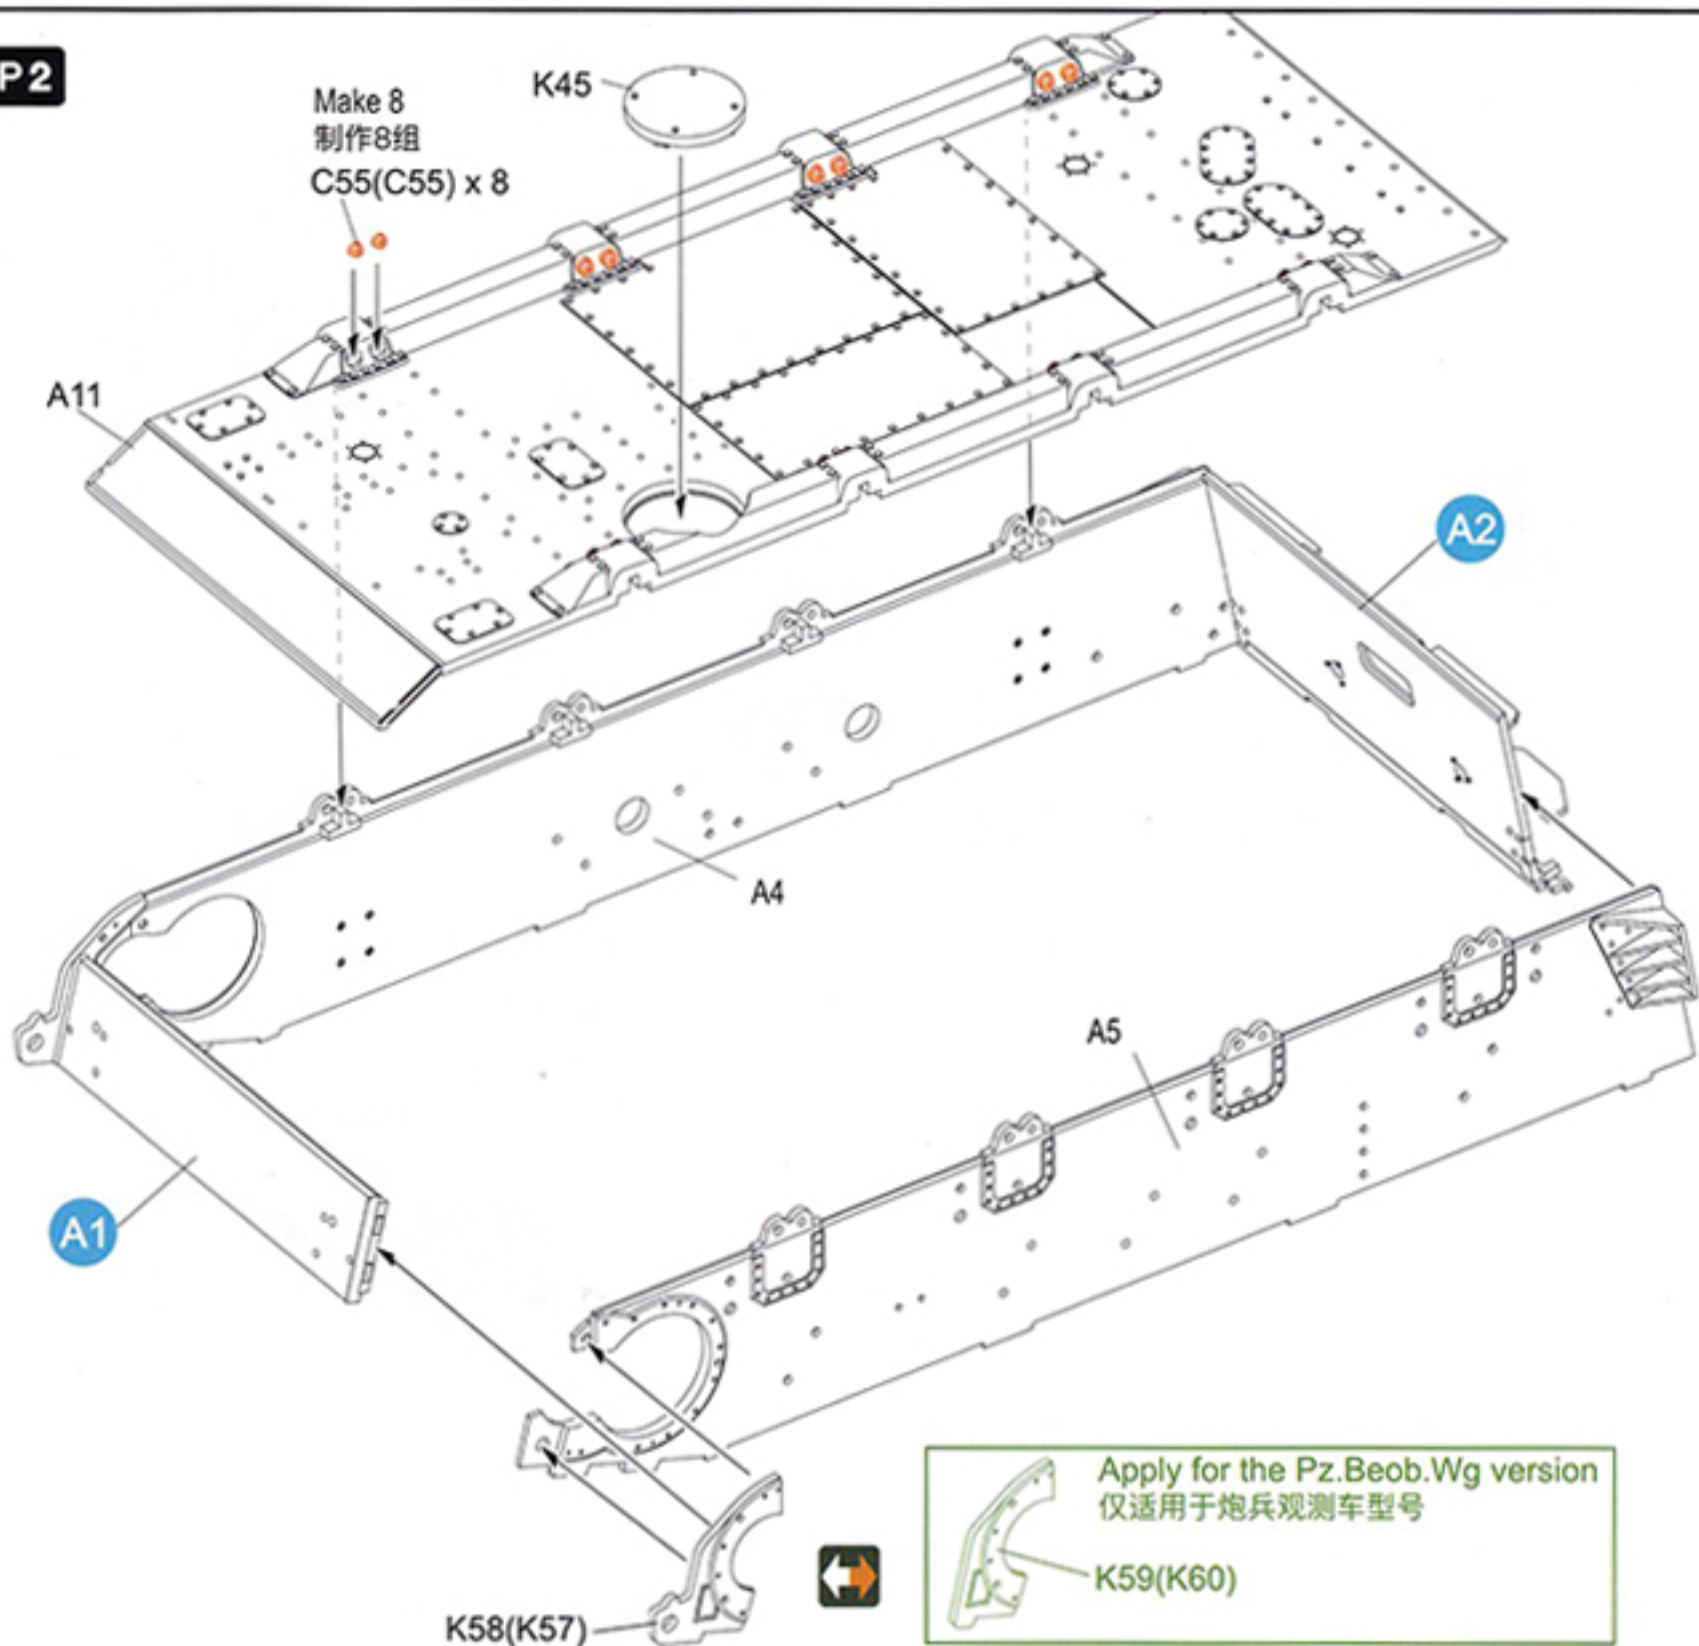 P2
Make 8
制作8组
C55(C55) x 8
K45
A11
A2
A4
A5
A1
Apply for the Pz.Beob.Wg version
仅适用于炮兵观测车型号
K59(K60)
K58(K57)